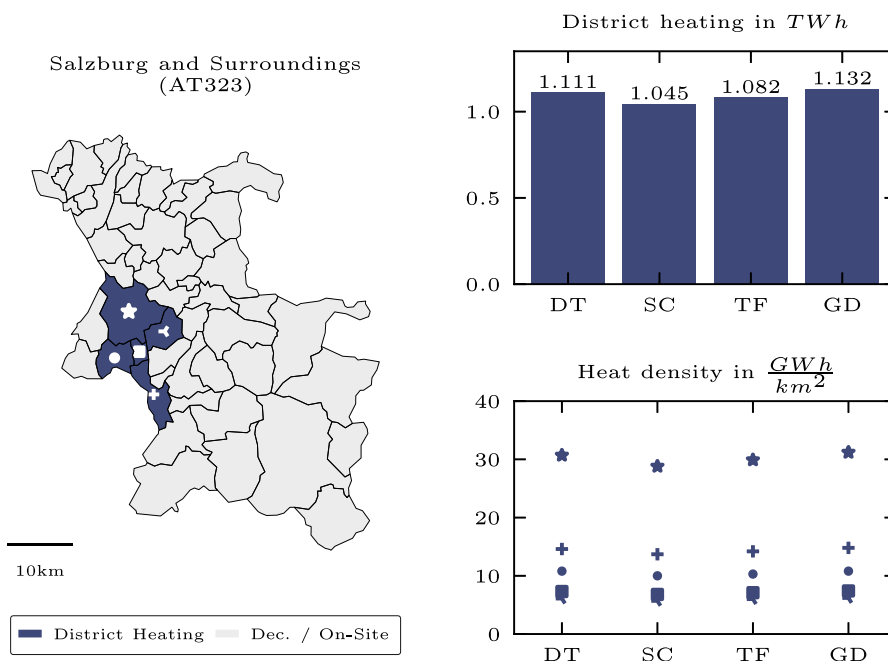 Salzburg and Surroundings
(AT323)
10km
District Heating
Dec. / On-Site
District heating in TWh
1.111
1.045
1.082
1.132
1.0
0.5
0.0
DT
SC
TF
GD
Heat density in GWh/km²
40
30
20
10
0
DT
SC
TF
GD